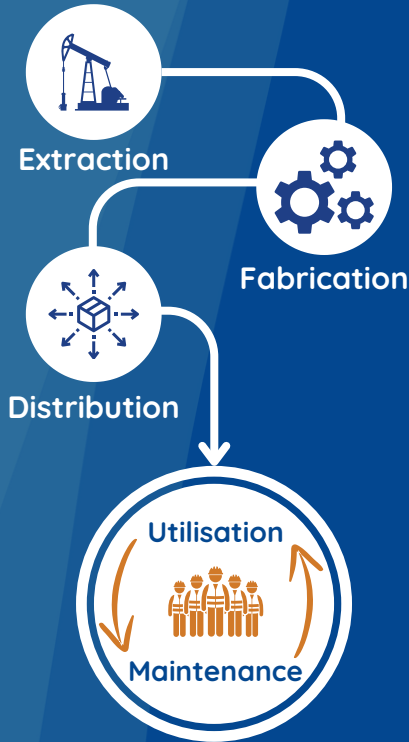 Extraction
Fabrication
Distribution
Utilisation
Maintenance